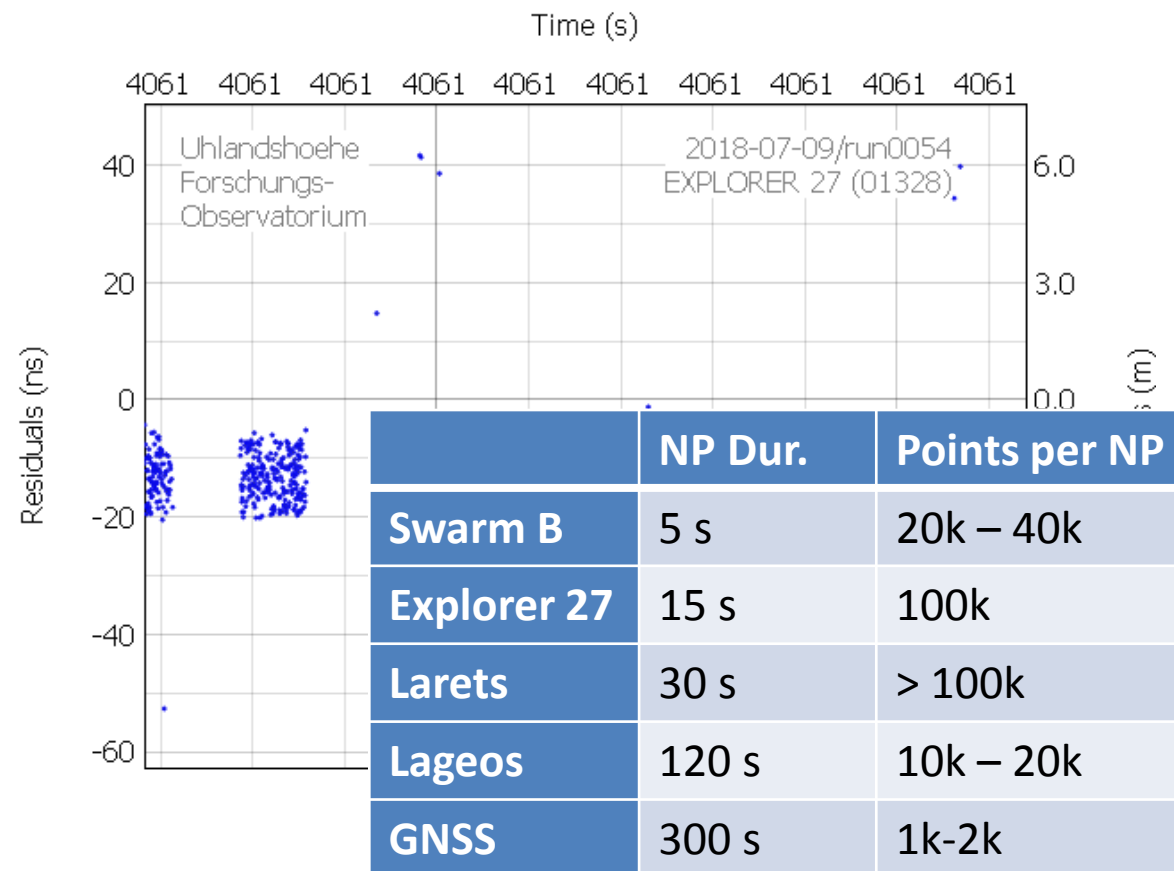 Time (s)
4061 4061 4061 4061 4061 4061 4061 4061 4061 4061
Uhlandshoehe
Forschungs-
Observatorium
2018-07-09/run0054
EXPLORER 27 (01328)
40
20
0
-20
-40
-60
Residuals (ns)
6.0
3.0
0.0
(m)
NP Dur. Points per NP
Swarm B 5 s 20k – 40k
Explorer 27 15 s 100k
Larets 30 s > 100k
Lageos 120 s 10k – 20k
GNSS 300 s 1k-2k